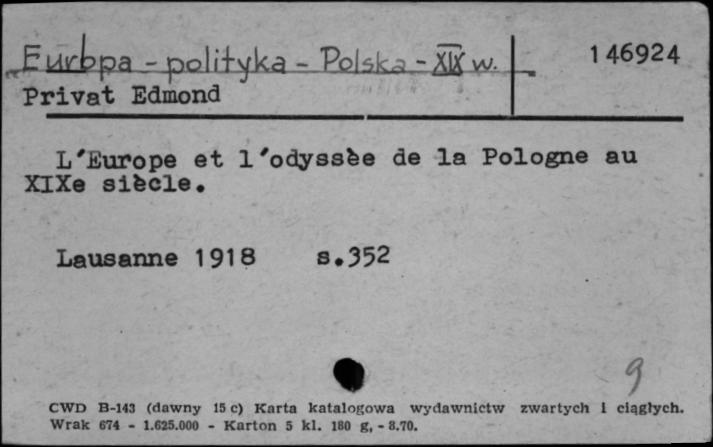 Europa - polityka - Polska - XIX w.
146924
Privat Edmond
L'Europe et l'odyssèe de la Pologne au
XIXe siècle.
Lausanne 1918 s.352
9
CWD B-143 (dawny 15 c) Karta katalogowa wydawnictw zwartych i ciągłych.
Wrak 674 - 1.625.000 - Karton 5 kl. 180 g, - 8.70.